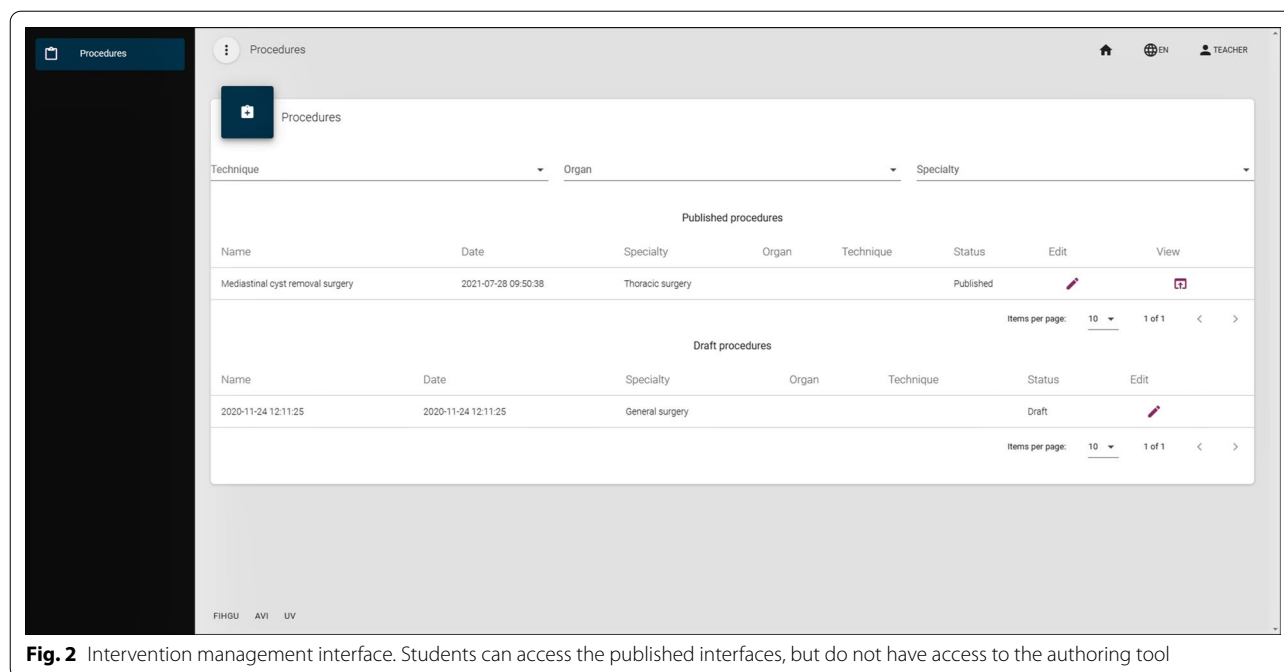 Procedures
Procedures
EN
TEACHER
Procedures
Technique Organ Specialty
Published procedures
Name Date Specialty Organ Technique Status Edit View
Mediastinal cyst removal surgery 2021-07-28 09:50:38 Thoracic surgery Published
Items per page: 10 1 of 1
Draft procedures
Name Date Specialty Organ Technique Status Edit
2020-11-24 12:11:25 2020-11-24 12:11:25 General surgery Draft
Items per page: 10 1 of 1
FIHGU AVI UV
Fig. 2 Intervention management interface. Students can access the published interfaces, but do not have access to the authoring tool